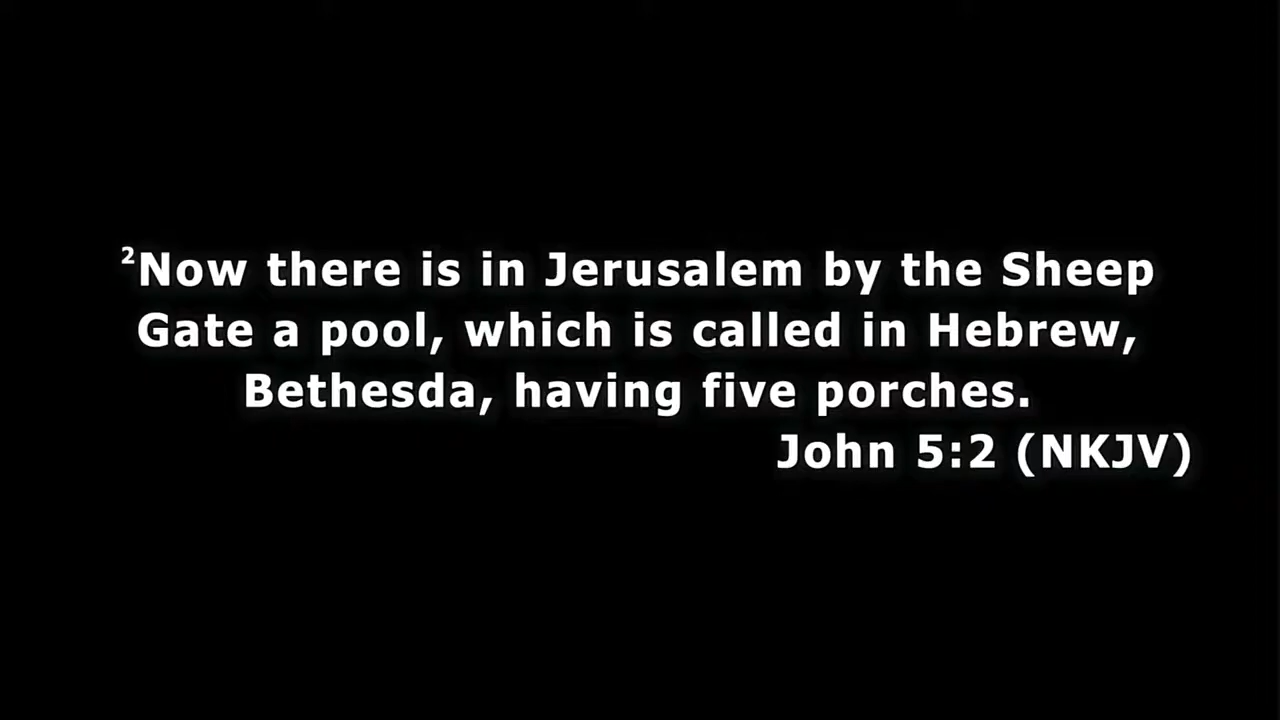 ²Now there is in Jerusalem by the Sheep
Gate a pool, which is called in Hebrew,
Bethesda, having five porches.
John 5:2 (NKJV)